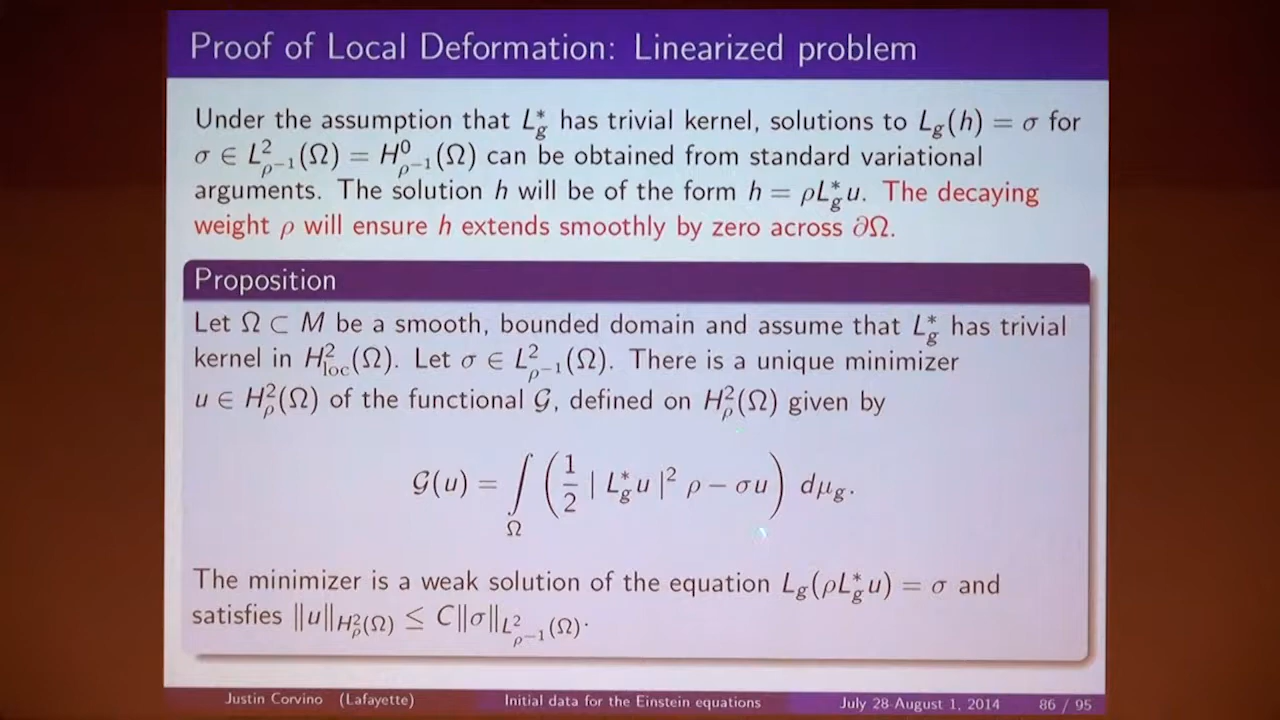 Proof of Local Deformation: Linearized problem
Under the assumption that L*_g has trivial kernel, solutions to L_g(h) = σ for
σ ∈ L²_{ρ⁻¹}(Ω) = H⁰_{ρ⁻¹}(Ω) can be obtained from standard variational
arguments. The solution h will be of the form h = ρL*_g u. The decaying
weight ρ will ensure h extends smoothly by zero across ∂Ω.
Proposition
Let Ω ⊂ M be a smooth, bounded domain and assume that L*_g has trivial
kernel in H²_loc(Ω). Let σ ∈ L²_{ρ⁻¹}(Ω). There is a unique minimizer
u ∈ H²_ρ(Ω) of the functional 𝒢, defined on H²_ρ(Ω) given by
𝒢(u) = ∫_Ω (1/2 | L*_g u |² ρ − σu) dμ_g.
The minimizer is a weak solution of the equation L_g(ρL*_g u) = σ and
satisfies ‖u‖_{H²_ρ(Ω)} ≤ C‖σ‖_{L²_{ρ⁻¹}(Ω)}.
Justin Corvino (Lafayette) Initial data for the Einstein equations July 28-August 1, 2014 86 / 95